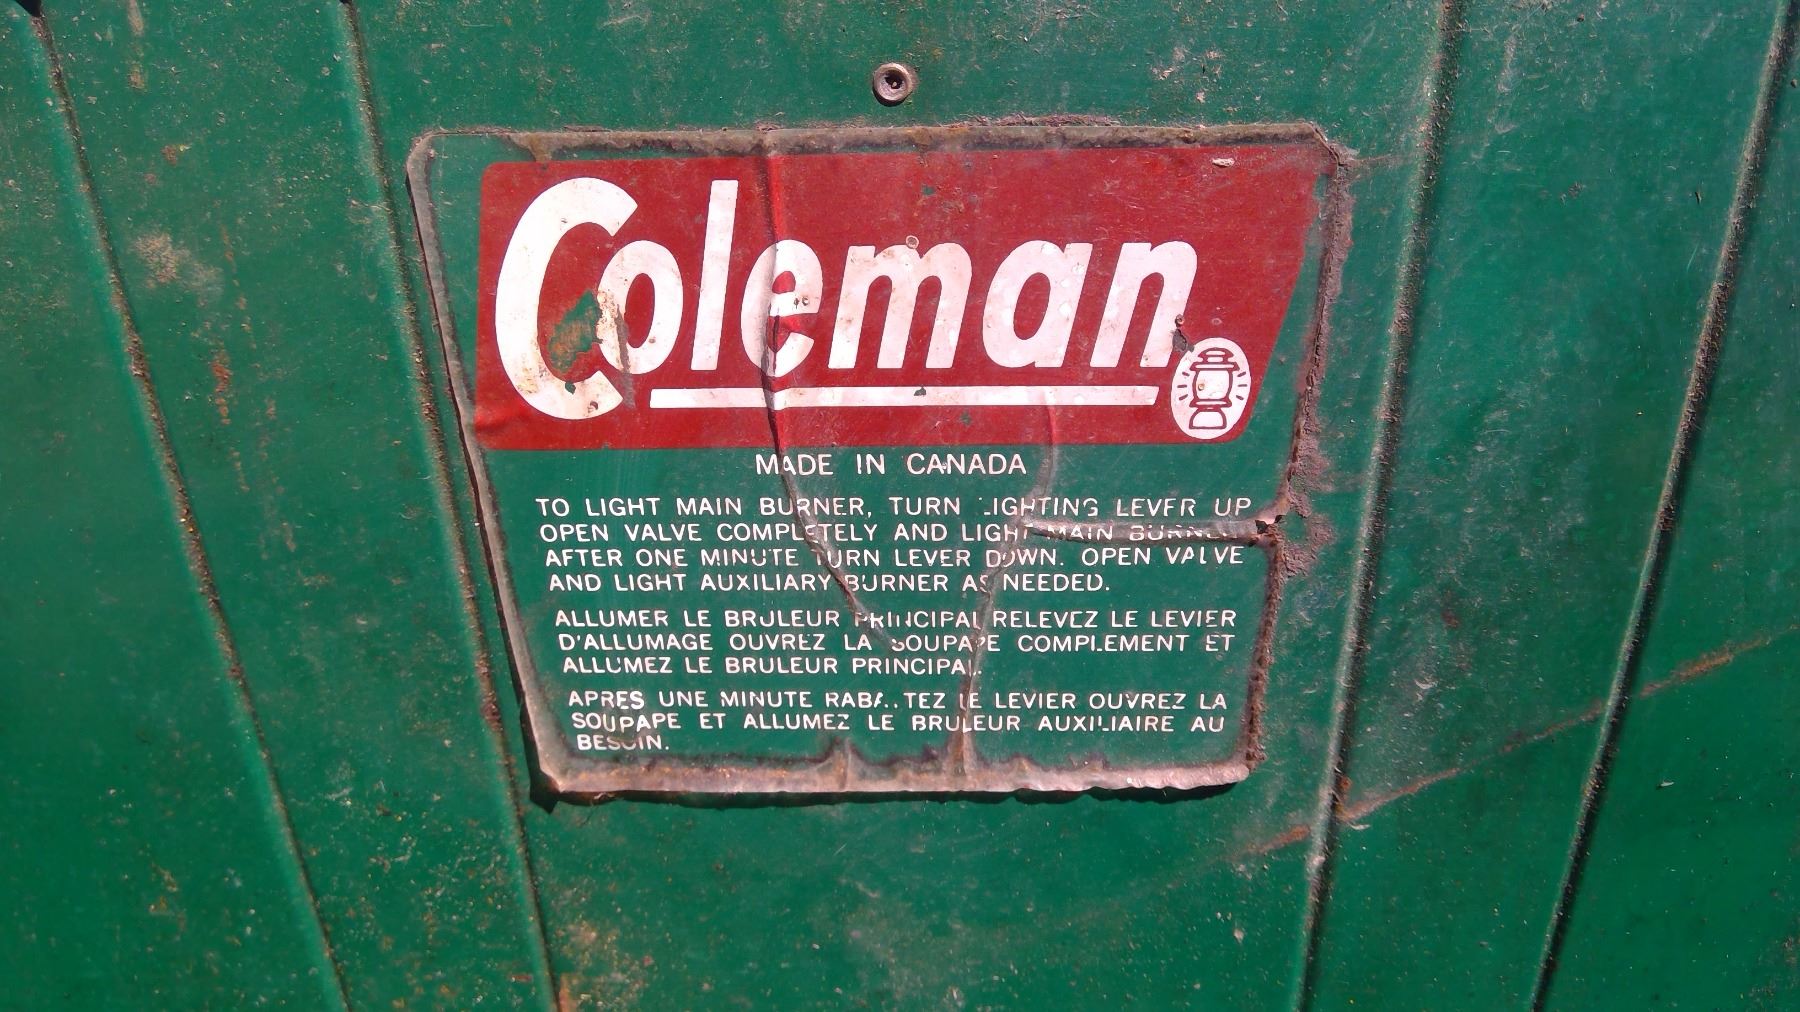 Coleman
MADE IN CANADA
TO LIGHT MAIN BURNER, TURN LIGHTING LEVER UP
OPEN VALVE COMPLETELY AND LIGHT MAIN BURNER
AFTER ONE MINUTE TURN LEVER DOWN. OPEN VALVE
AND LIGHT AUXILIARY BURNER AS NEEDED.
ALLUMER LE BRULEUR PRINCIPAL RELEVEZ LE LEVIER
D'ALLUMAGE OUVREZ LA SOUPAPE COMPLEMENT ET
ALLUMEZ LE BRULEUR PRINCIPAL.
APRES UNE MINUTE RABATTEZ LE LEVIER OUVREZ LA
SOUPAPE ET ALLUMEZ LE BRULEUR AUXILIAIRE AU
BESOIN.